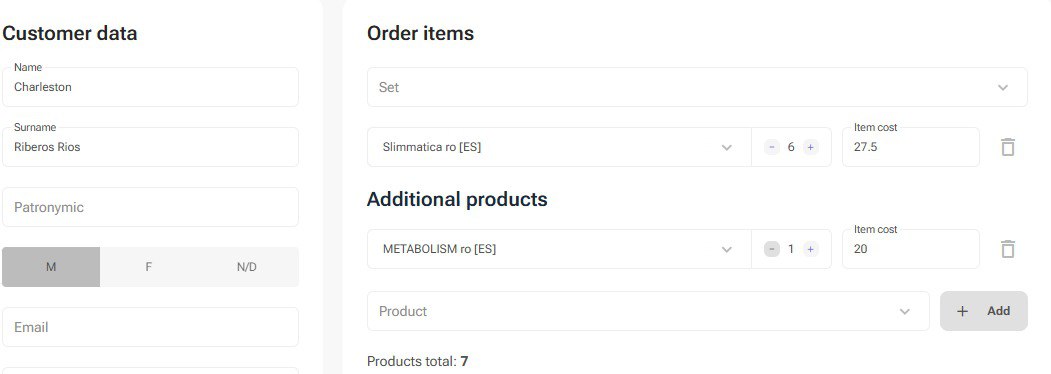 Customer data
Name
Charleston
Surname
Riberos Rios
Patronymic
M F N/D
Email
Order items
Set
Slimmatica ro [ES] - 6 + Item cost 27.5
Additional products
METABOLISM ro [ES] - 1 + Item cost 20
Product + Add
Products total: 7